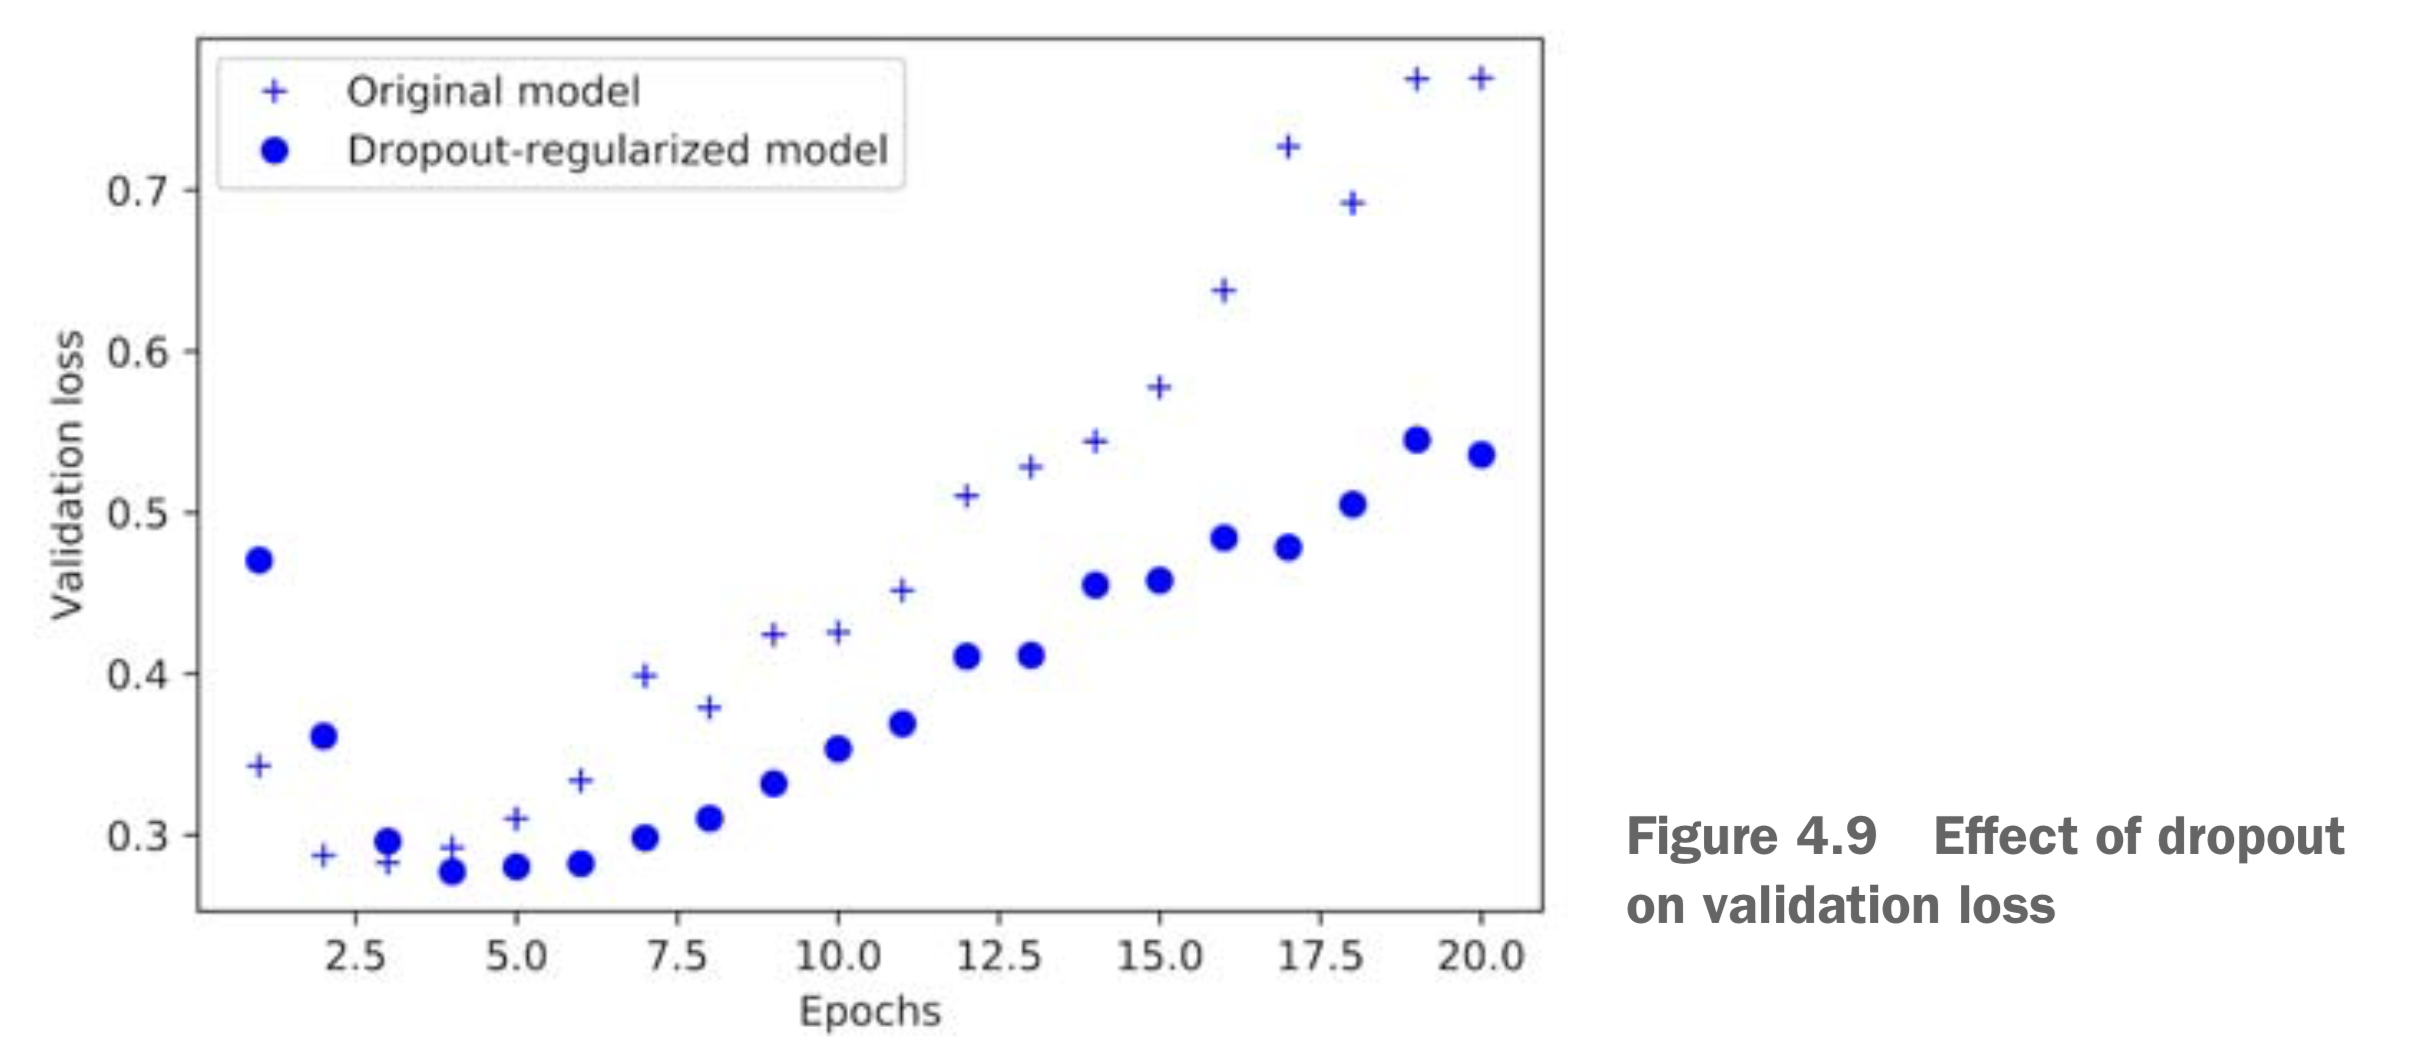 Original model
Dropout-regularized model
0.7
0.6
0.5
0.4
0.3
Validation loss
2.5 5.0 7.5 10.0 12.5 15.0 17.5 20.0
Epochs
Figure 4.9 Effect of dropout
on validation loss